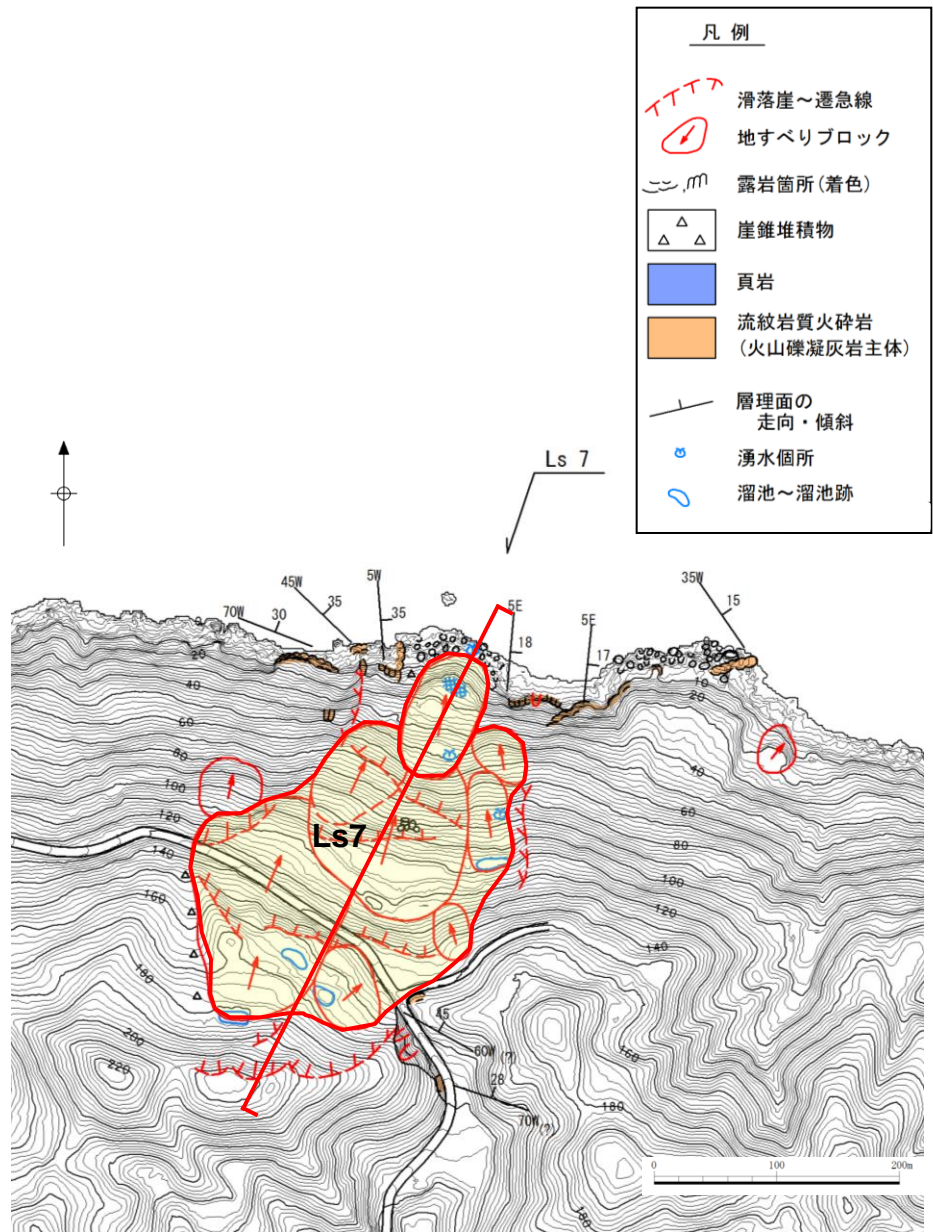 凡 例
滑落崖～遷急線
地すべりブロック
露岩箇所(着色)
崖錐堆積物
頁岩
流紋岩質火砕岩
(火山礫凝灰岩主体)
層理面の
走向・傾斜
湧水個所
溜池～溜池跡
Ls 7
70W
30
45W
35
5W
35
5E
18
5E
17
35W
15
20
40
60
80
100
120
140
160
180
200
220
10
20
40
60
80
100
120
140
160
180
180
Ls7
45
60W(?)
28
70W(?)
0
100
200m